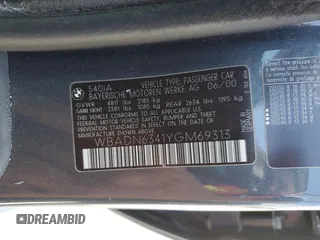 540iA VEHICLE TYPE: PASSENGER CAR
BAYERISCHE MOTOREN WERKE AG 06/00
GVWR 4817 lbs 2185 kg
GAWR FRONT 2381 lbs 1080 kg REAR 2634 lbs 1195 kg
THIS VEHICLE CONFORMS TO ALL APPLICABLE
FEDERAL MOTOR VEHICLE SAFETY, BUMPER
AND THEFT PREVENTION STANDARDS
IN EFFECT ON THE DATE OF
MANUFACTURE SHOWN ABOVE.
WBADN6341YGM69313
DREAMBID
DREAMBID